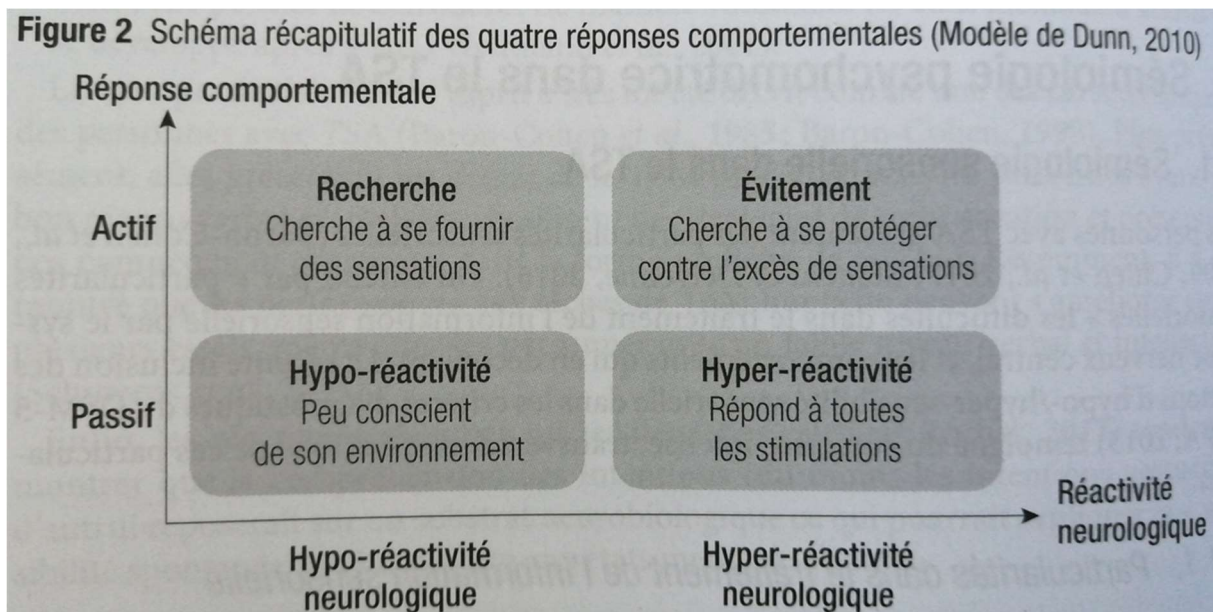 Figure 2 Schéma récapitulatif des quatre réponses comportementales (Modèle de Dunn, 2010)
Réponse comportementale
Actif
Recherche
Cherche à se fournir
des sensations
Évitement
Cherche à se protéger
contre l'excès de sensations
Passif
Hypo-réactivité
Peu conscient
de son environnement
Hyper-réactivité
Répond à toutes
les stimulations
Réactivité
neurologique
Hypo-réactivité
neurologique
Hyper-réactivité
neurologique